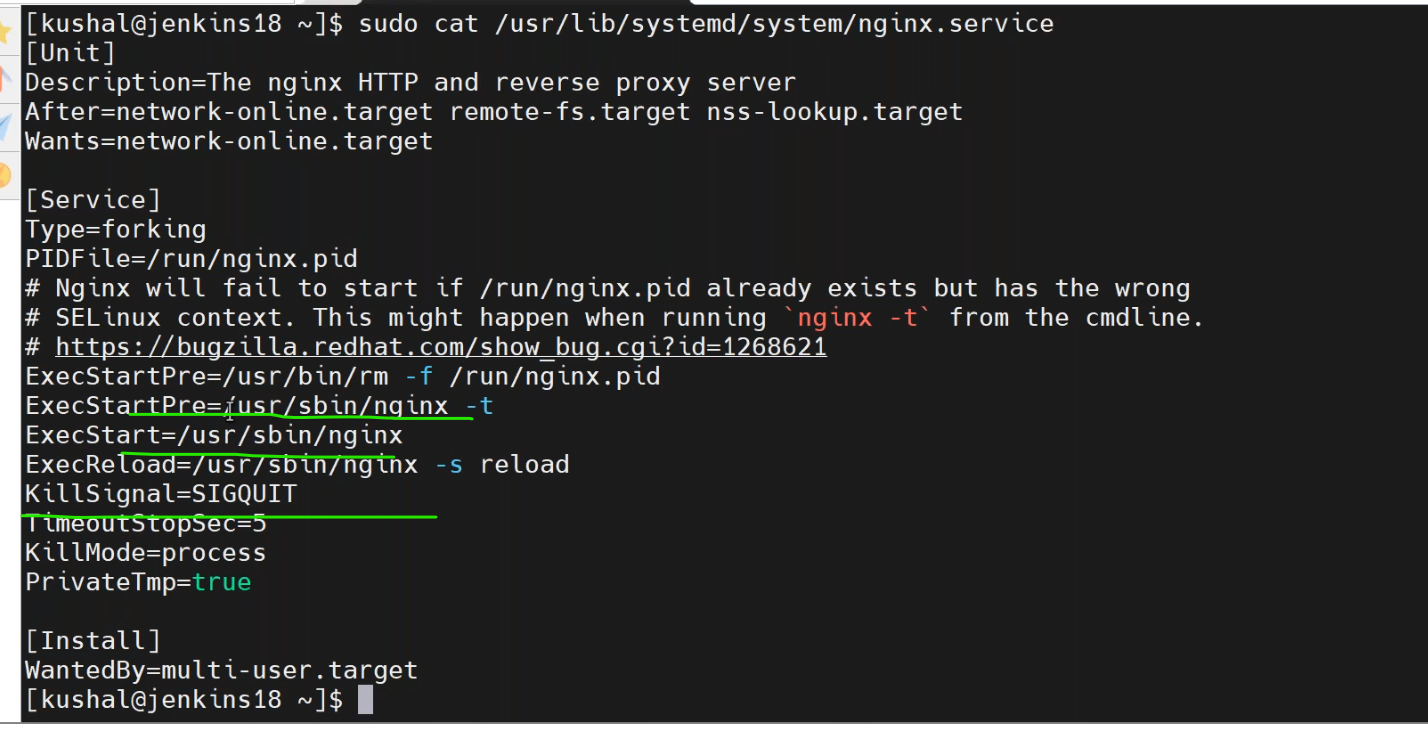 [kushal@jenkins18 ~]$ sudo cat /usr/lib/systemd/system/nginx.service
[Unit]
Description=The nginx HTTP and reverse proxy server
After=network-online.target remote-fs.target nss-lookup.target
Wants=network-online.target
[Service]
Type=forking
PIDFile=/run/nginx.pid
# Nginx will fail to start if /run/nginx.pid already exists but has the wrong
# SELinux context. This might happen when running `nginx -t` from the cmdline.
# https://bugzilla.redhat.com/show_bug.cgi?id=1268621
ExecStartPre=/usr/bin/rm -f /run/nginx.pid
ExecStartPre=/usr/sbin/nginx -t
ExecStart=/usr/sbin/nginx
ExecReload=/usr/sbin/nginx -s reload
KillSignal=SIGQUIT
TimeoutStopSec=5
KillMode=process
PrivateTmp=true
[Install]
WantedBy=multi-user.target
[kushal@jenkins18 ~]$